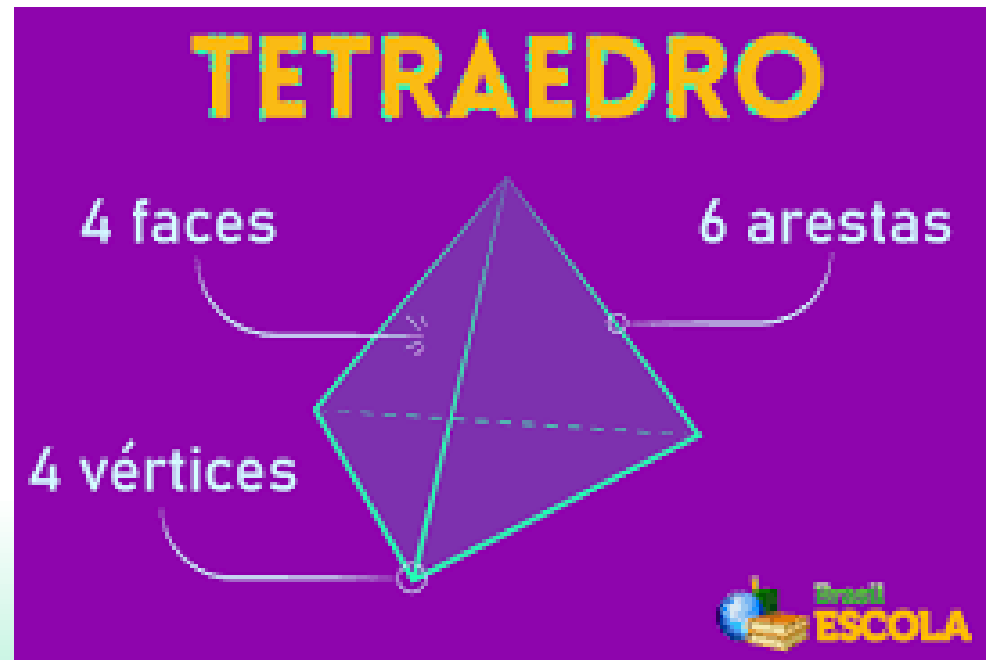 TETRAEDRO
4 faces
6 arestas
4 vértices
Brasil
ESCOLA